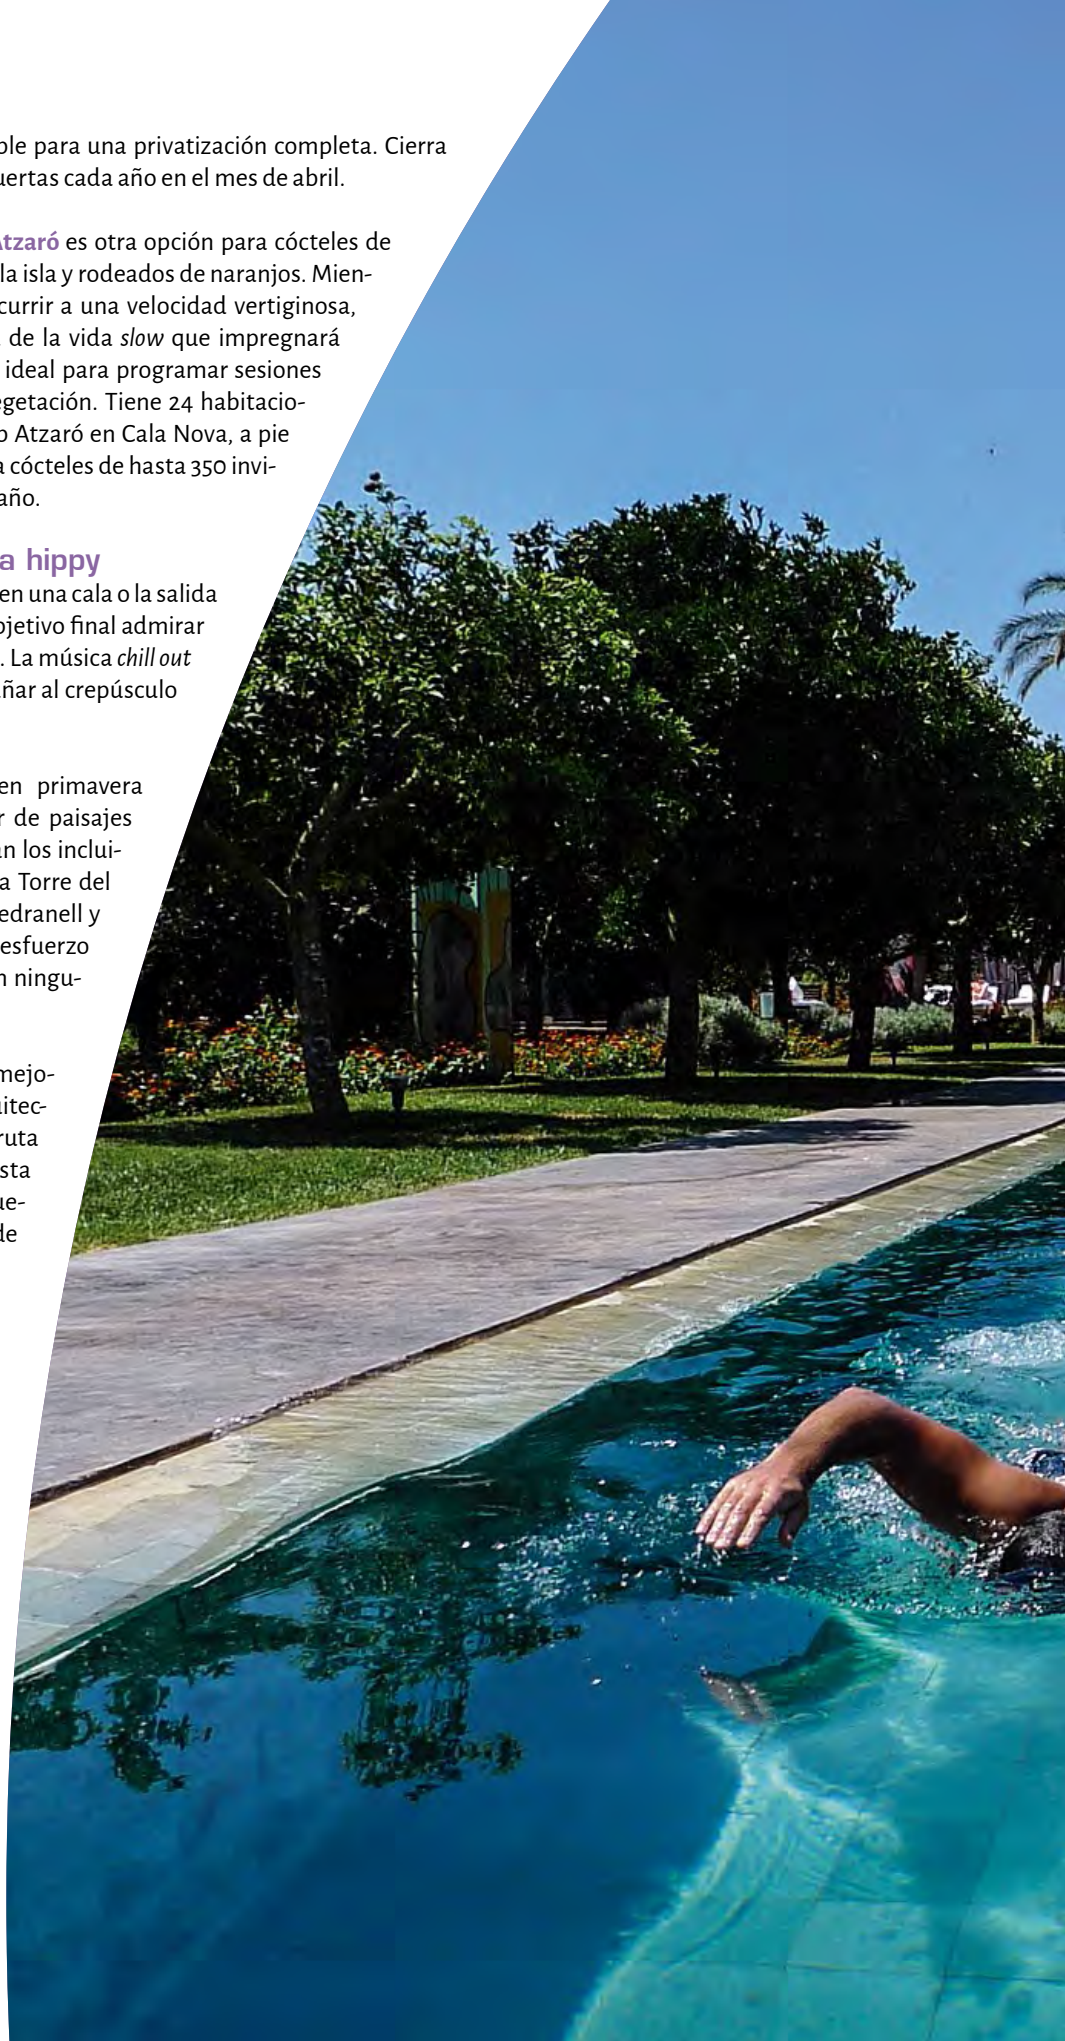 ble para una privatización completa. Cierra
uertas cada año en el mes de abril.
Atzaró es otra opción para cócteles de
la isla y rodeados de naranjos. Mien-
currir a una velocidad vertiginosa,
de la vida slow que impregnará
ideal para programar sesiones
egetación. Tiene 24 habitacio-
b Atzaró en Cala Nova, a pie
a cócteles de hasta 350 invi-
año.
a hippy
en una cala o la salida
bjetivo final admirar
. La música chill out
ñar al crepúsculo
en primavera
r de paisajes
án los inclui-
a Torre del
edranell y
esfuerzo
n ningu-
mejo-
uitec-
ruta
sta
ue-
de